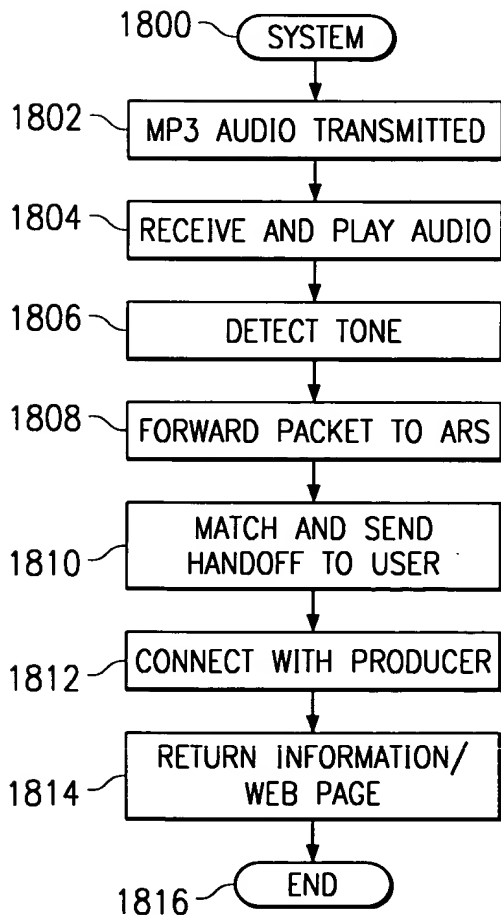 1800 SYSTEM
1802 MP3 AUDIO TRANSMITTED
1804 RECEIVE AND PLAY AUDIO
1806 DETECT TONE
1808 FORWARD PACKET TO ARS
1810 MATCH AND SEND
HANDOFF TO USER
1812 CONNECT WITH PRODUCER
1814 RETURN INFORMATION/
WEB PAGE
1816 END